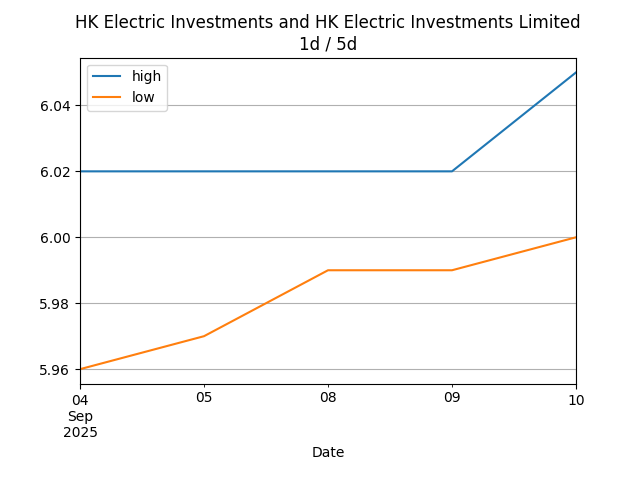 HK Electric Investments and HK Electric Investments Limited
1d / 5d
high
low
6.04
6.02
6.00
5.98
5.96
04 05 08 09 10
Sep
2025
Date